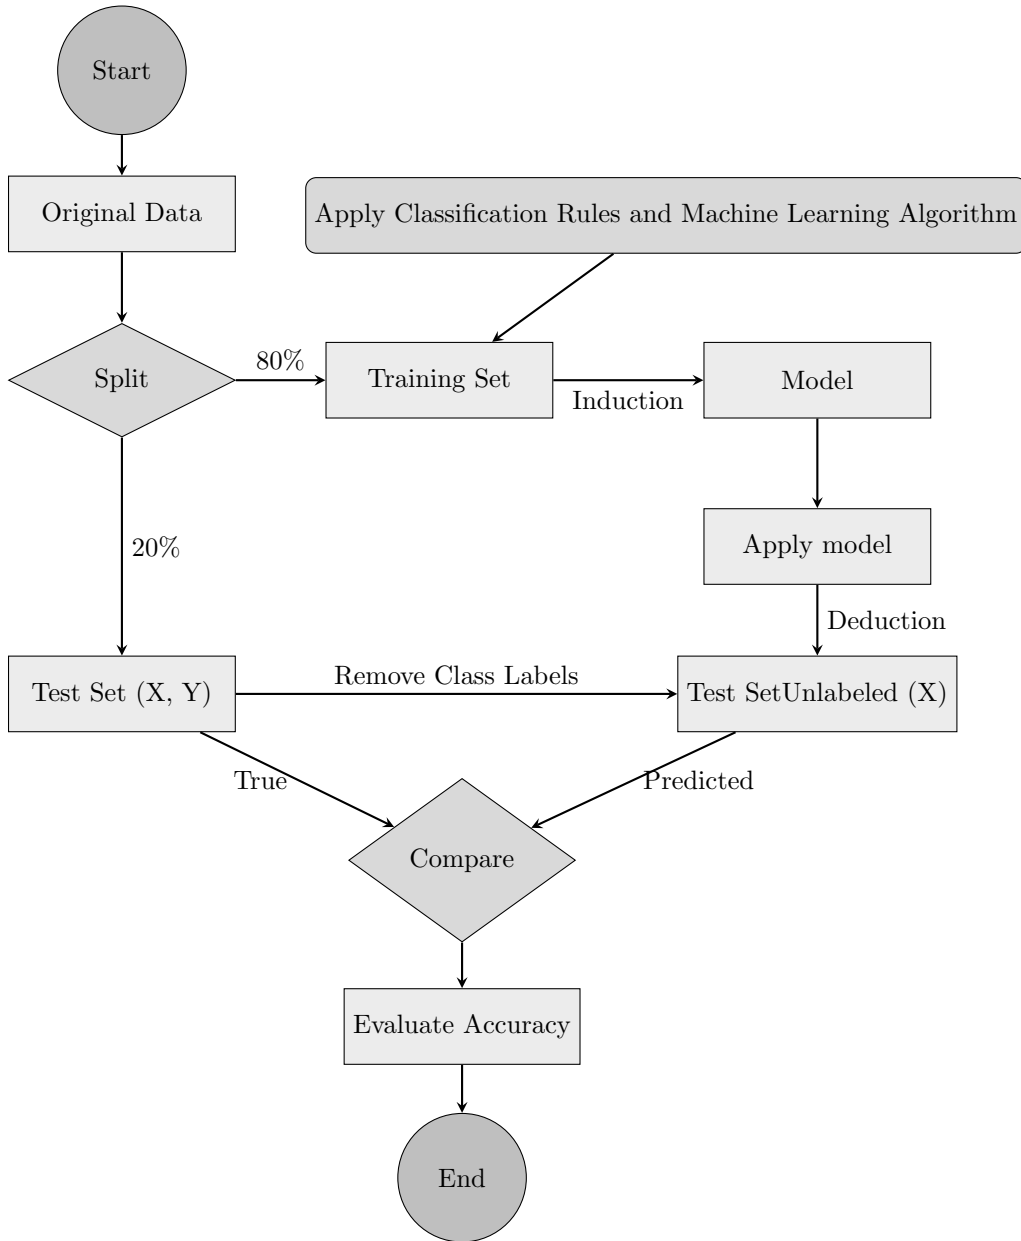 Start
Original Data
Apply Classification Rules and Machine Learning Algorithm
Split
80%
Training Set
Induction
Model
20%
Apply model
Deduction
Test Set (X, Y)
Remove Class Labels
Test SetUnlabeled (X)
True
Predicted
Compare
Evaluate Accuracy
End